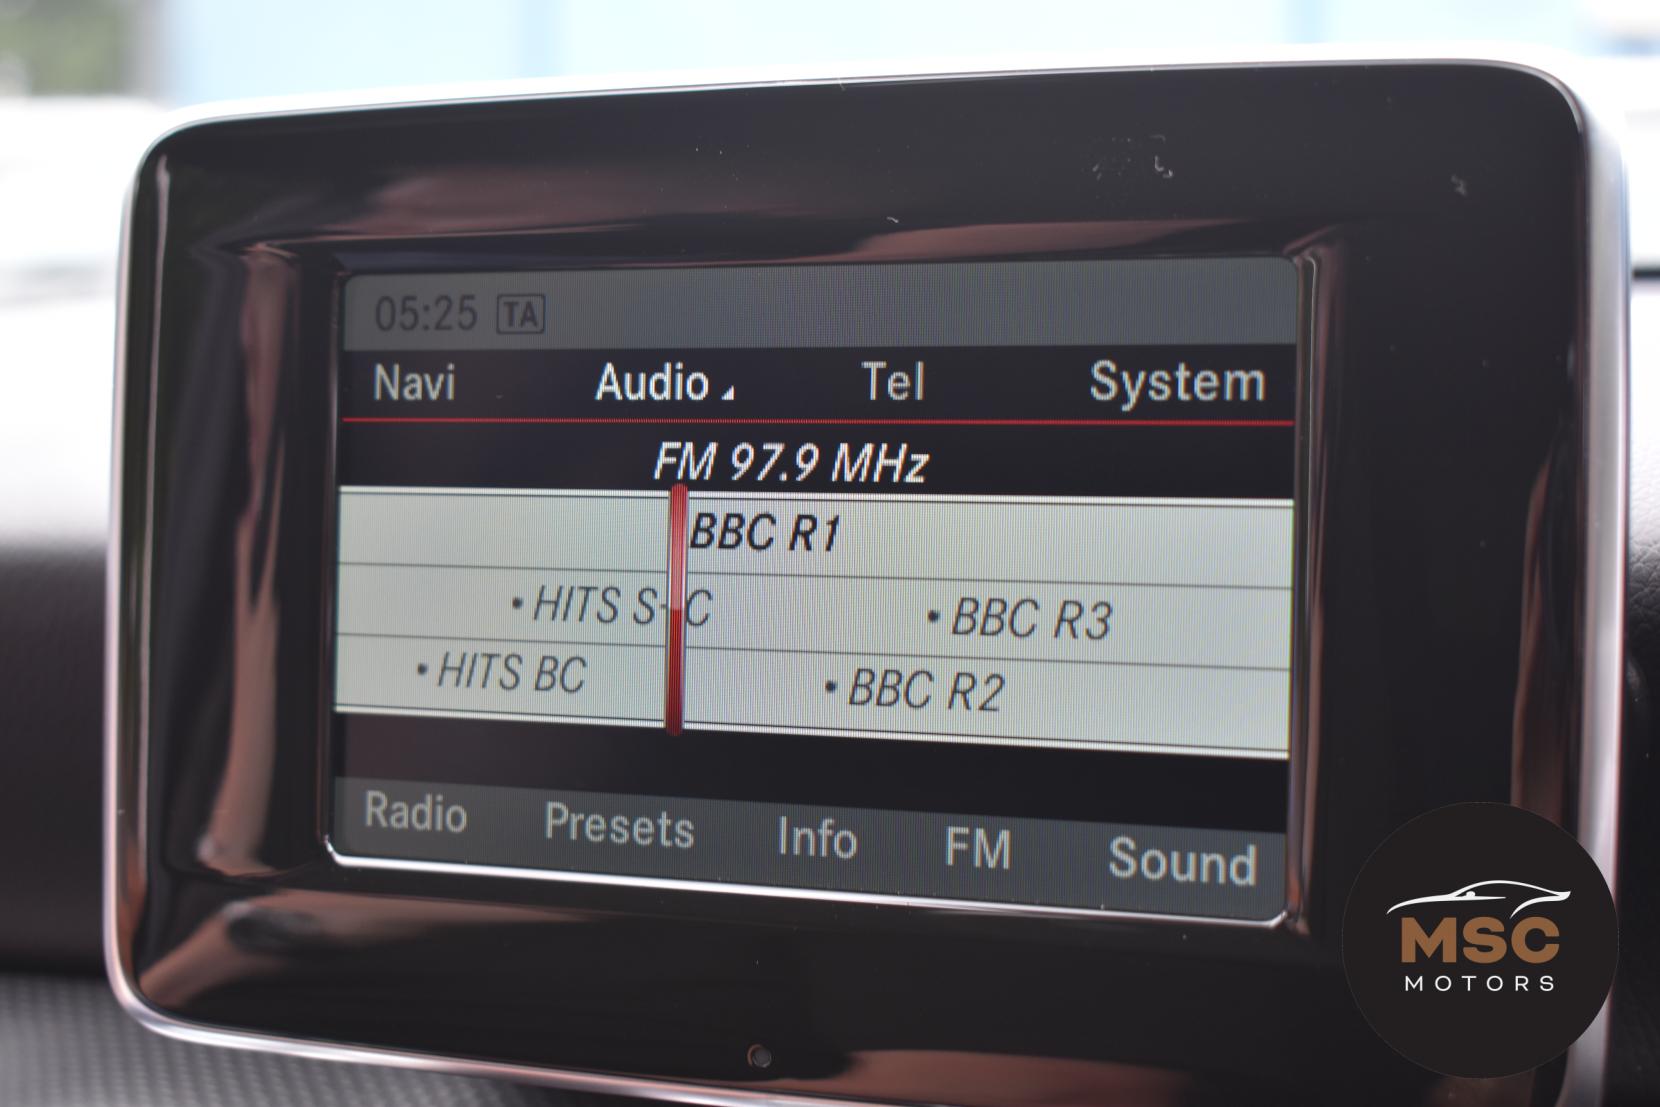 05:25 TA
Navi Audio Tel System
FM 97.9 MHz
BBC R1
• HITS S-C • BBC R3
• HITS BC • BBC R2
Radio Presets Info FM Sound
MSC
MOTORS